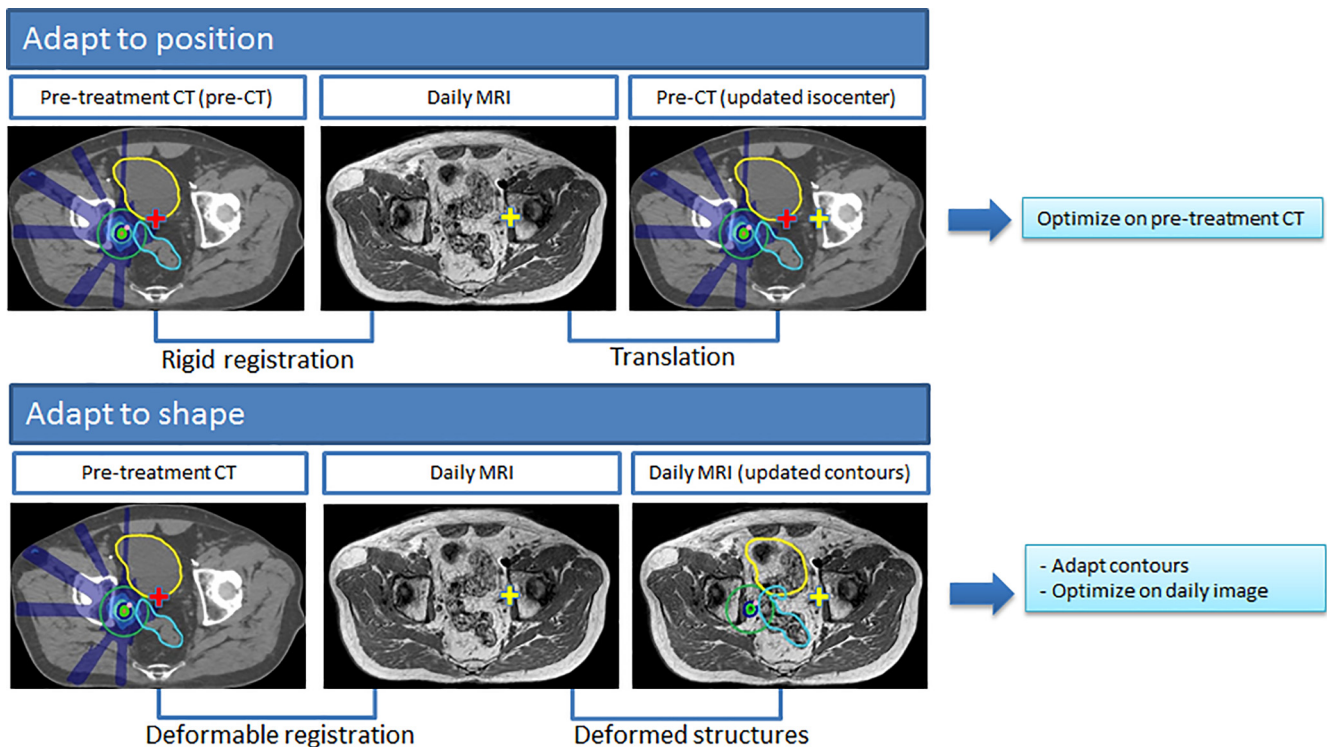 Adapt to position
Pre-treatment CT (pre-CT)
Daily MRI
Pre-CT (updated isocenter)
Optimize on pre-treatment CT
Rigid registration
Translation
Adapt to shape
Pre-treatment CT
Daily MRI
Daily MRI (updated contours)
- Adapt contours
- Optimize on daily image
Deformable registration
Deformed structures